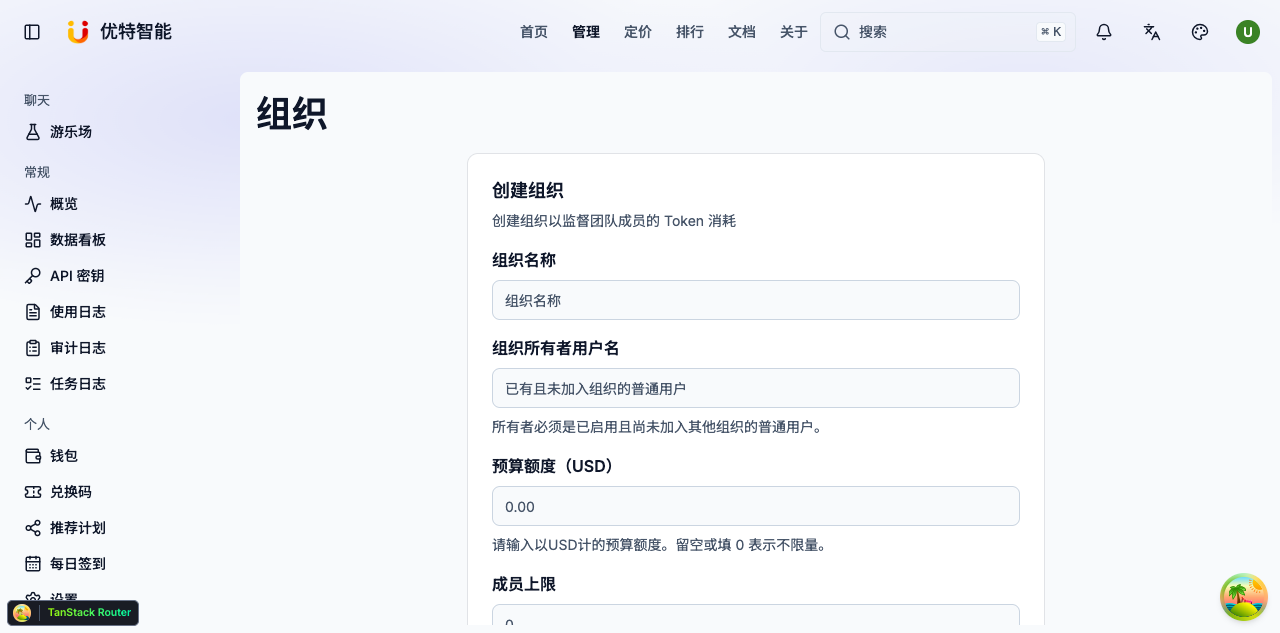 优特智能
首页
管理
定价
排行
文档
关于
搜索
⌘ K
U
聊天
游乐场
常规
概览
数据看板
API 密钥
使用日志
审计日志
任务日志
个人
钱包
兑换码
推荐计划
每日签到
设置
TanStack Router
组织
创建组织
创建组织以监督团队成员的 Token 消耗
组织名称
组织名称
组织所有者用户名
已有且未加入组织的普通用户
所有者必须是已启用且尚未加入其他组织的普通用户。
预算额度（USD）
0.00
请输入以USD计的预算额度。留空或填 0 表示不限量。
成员上限
0